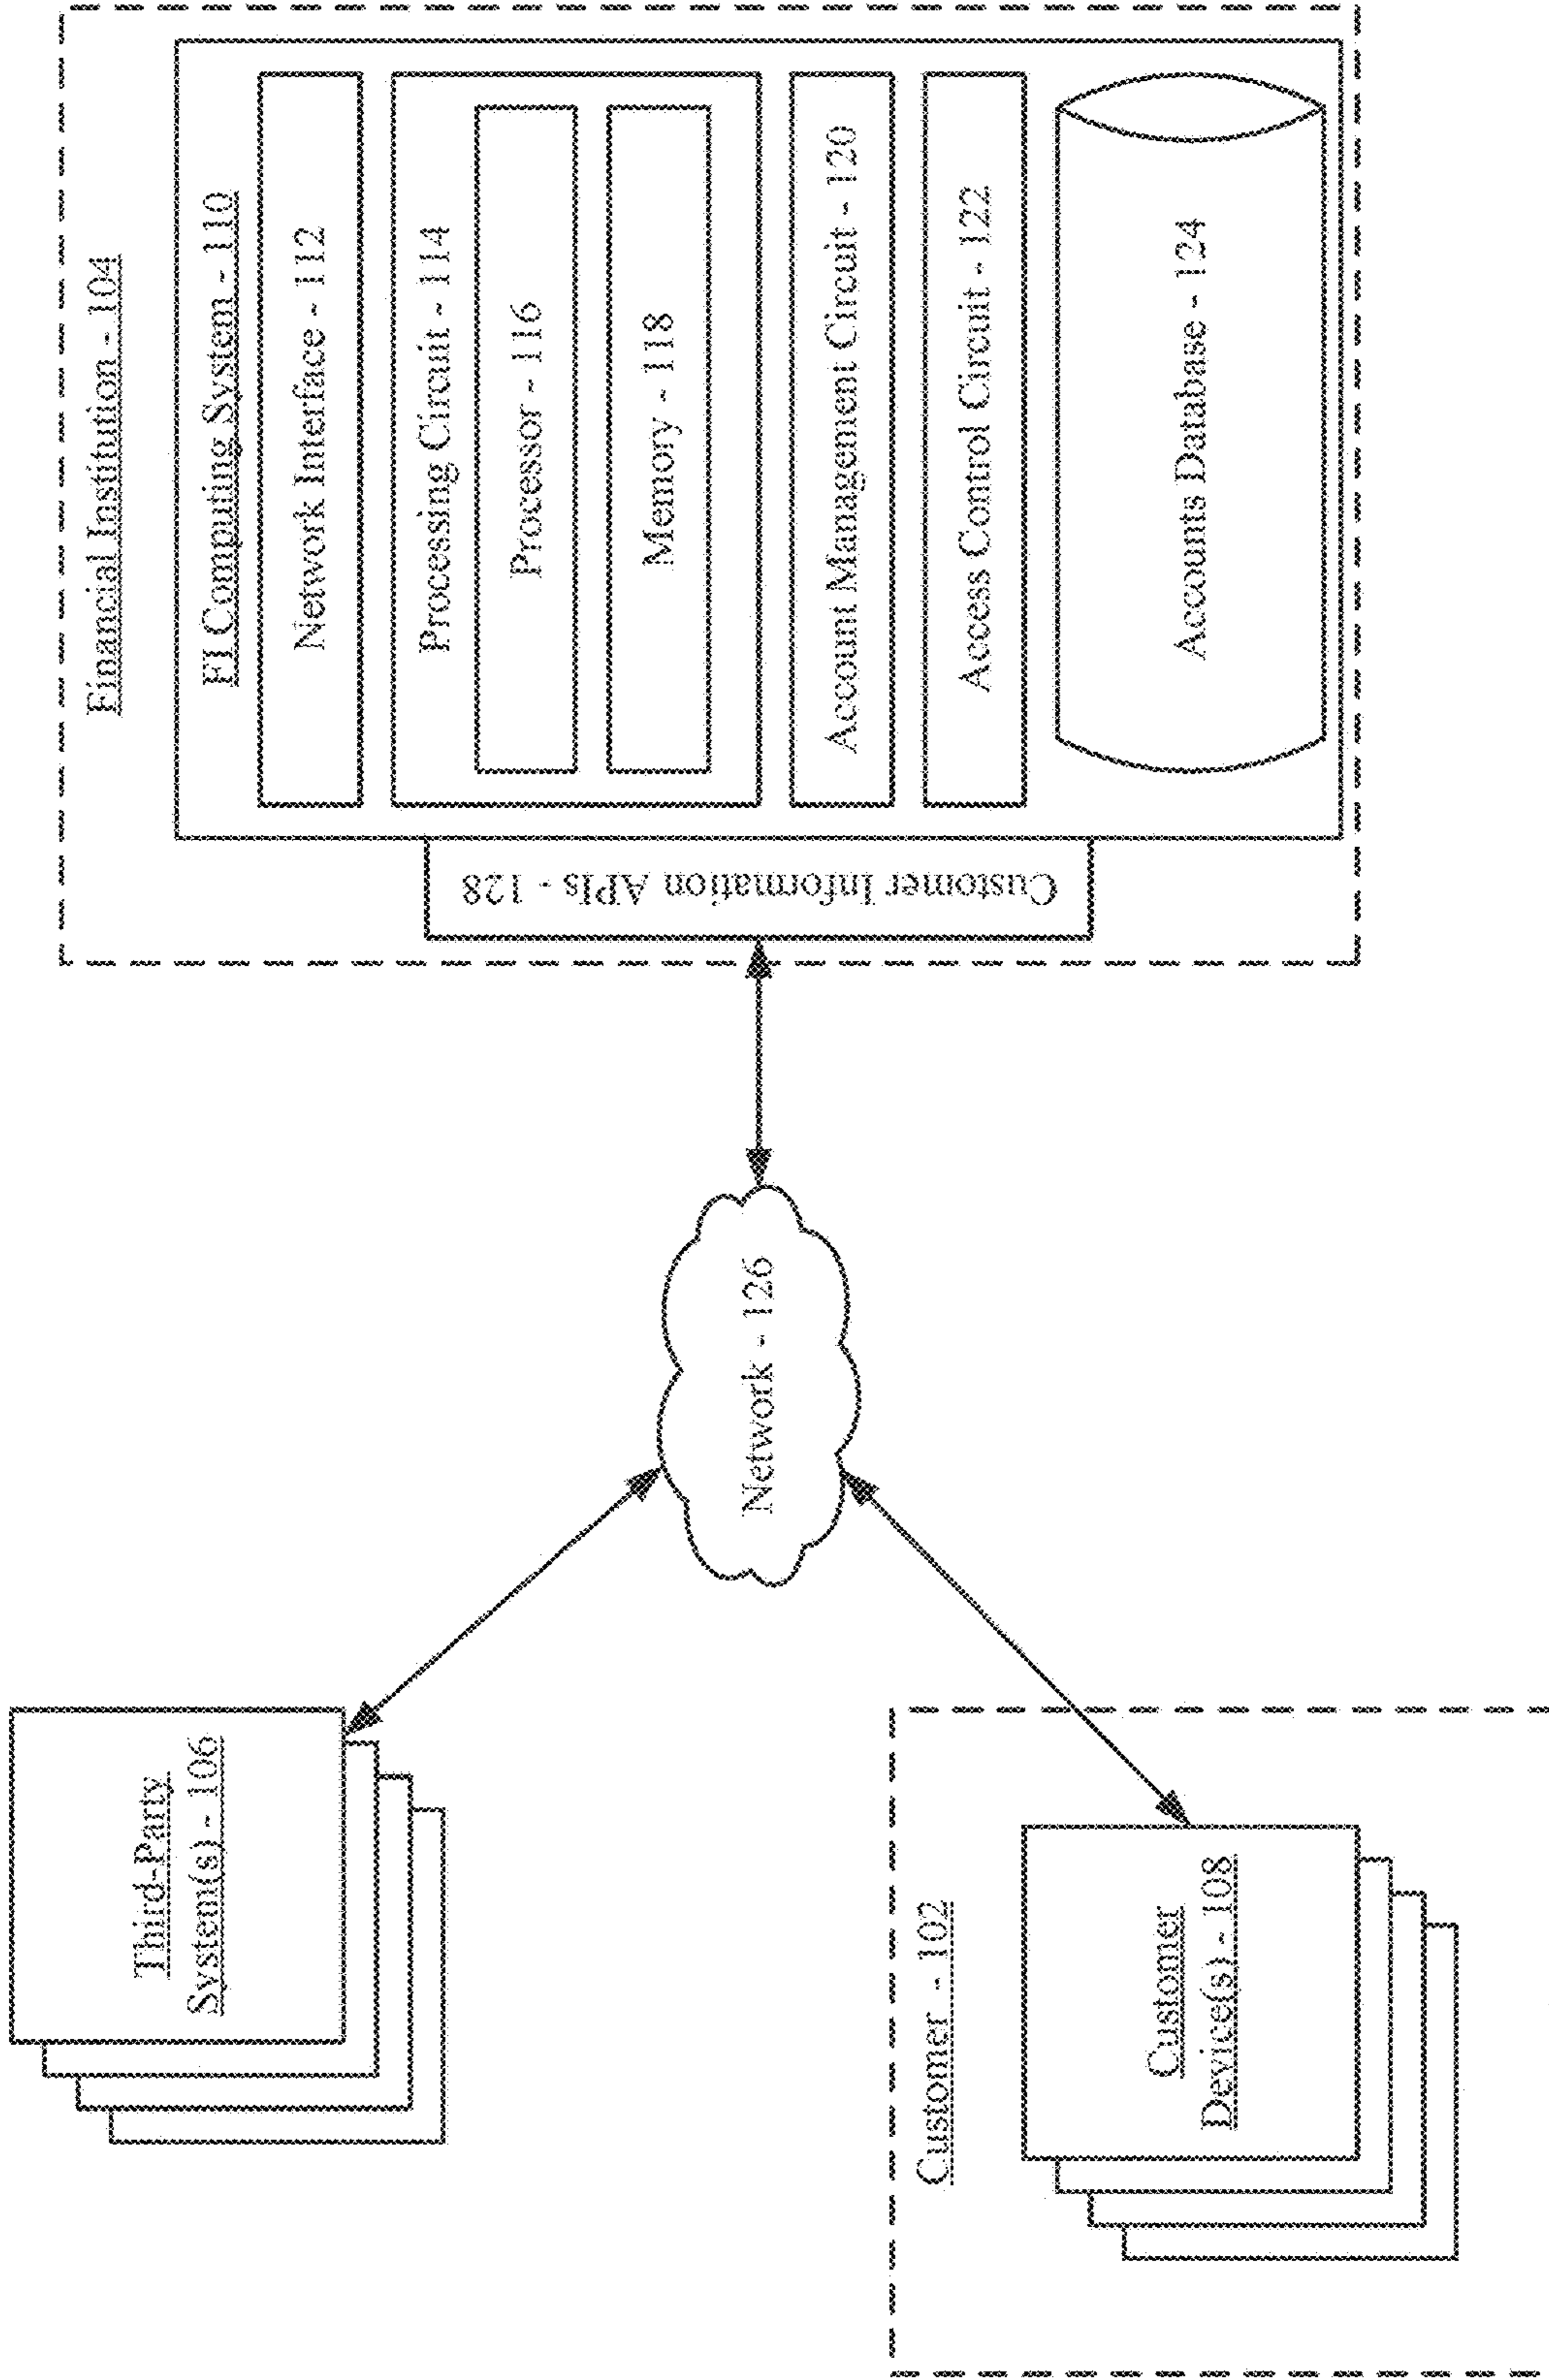 Third-Party
System(s) - 106
Customer - 102
Customer
Device(s) - 108
Network - 126
Customer Information APIs - 128
Financial Institution - 104
FI Computing System - 110
Network Interface - 112
Processing Circuit - 114
Processor - 116
Memory - 118
Account Management Circuit - 120
Access Control Circuit - 122
Accounts Database - 124